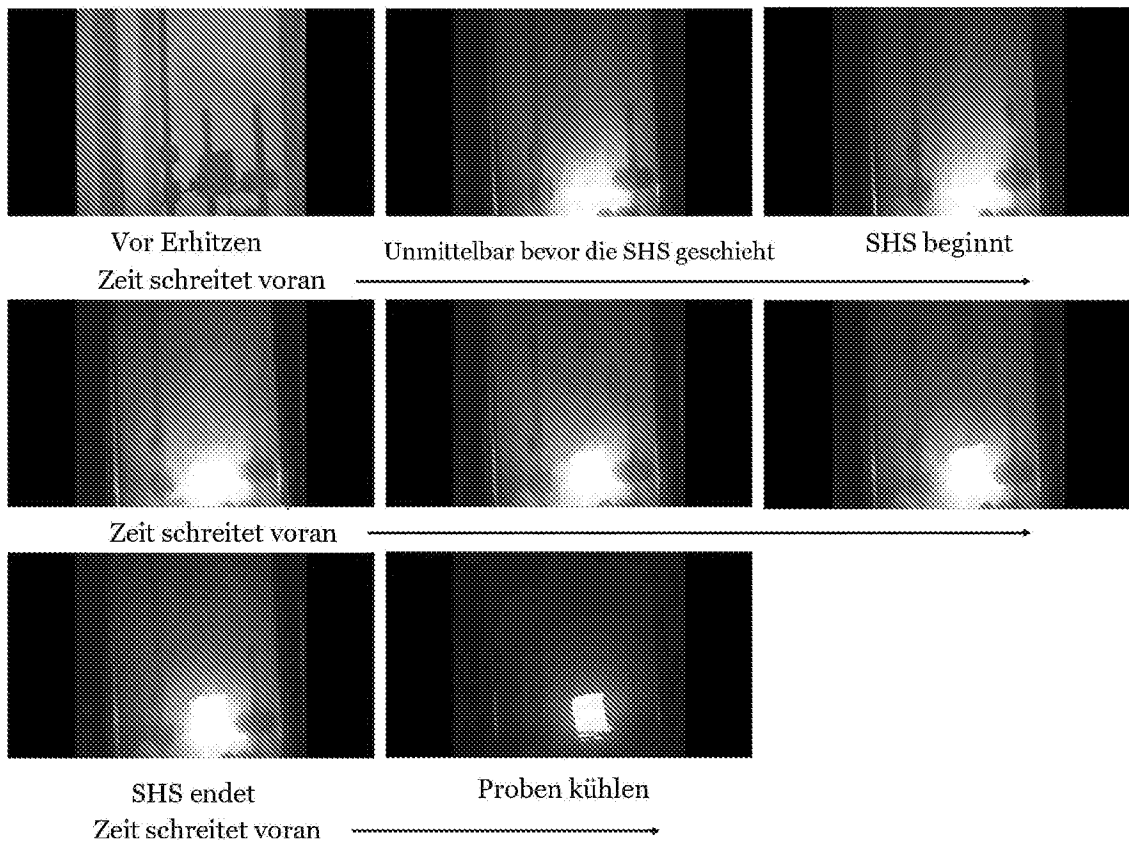 Vor Erhitzen
Unmittelbar bevor die SHS geschieht
SHS beginnt
Zeit schreitet voran
Zeit schreitet voran
SHS endet
Proben kühlen
Zeit schreitet voran